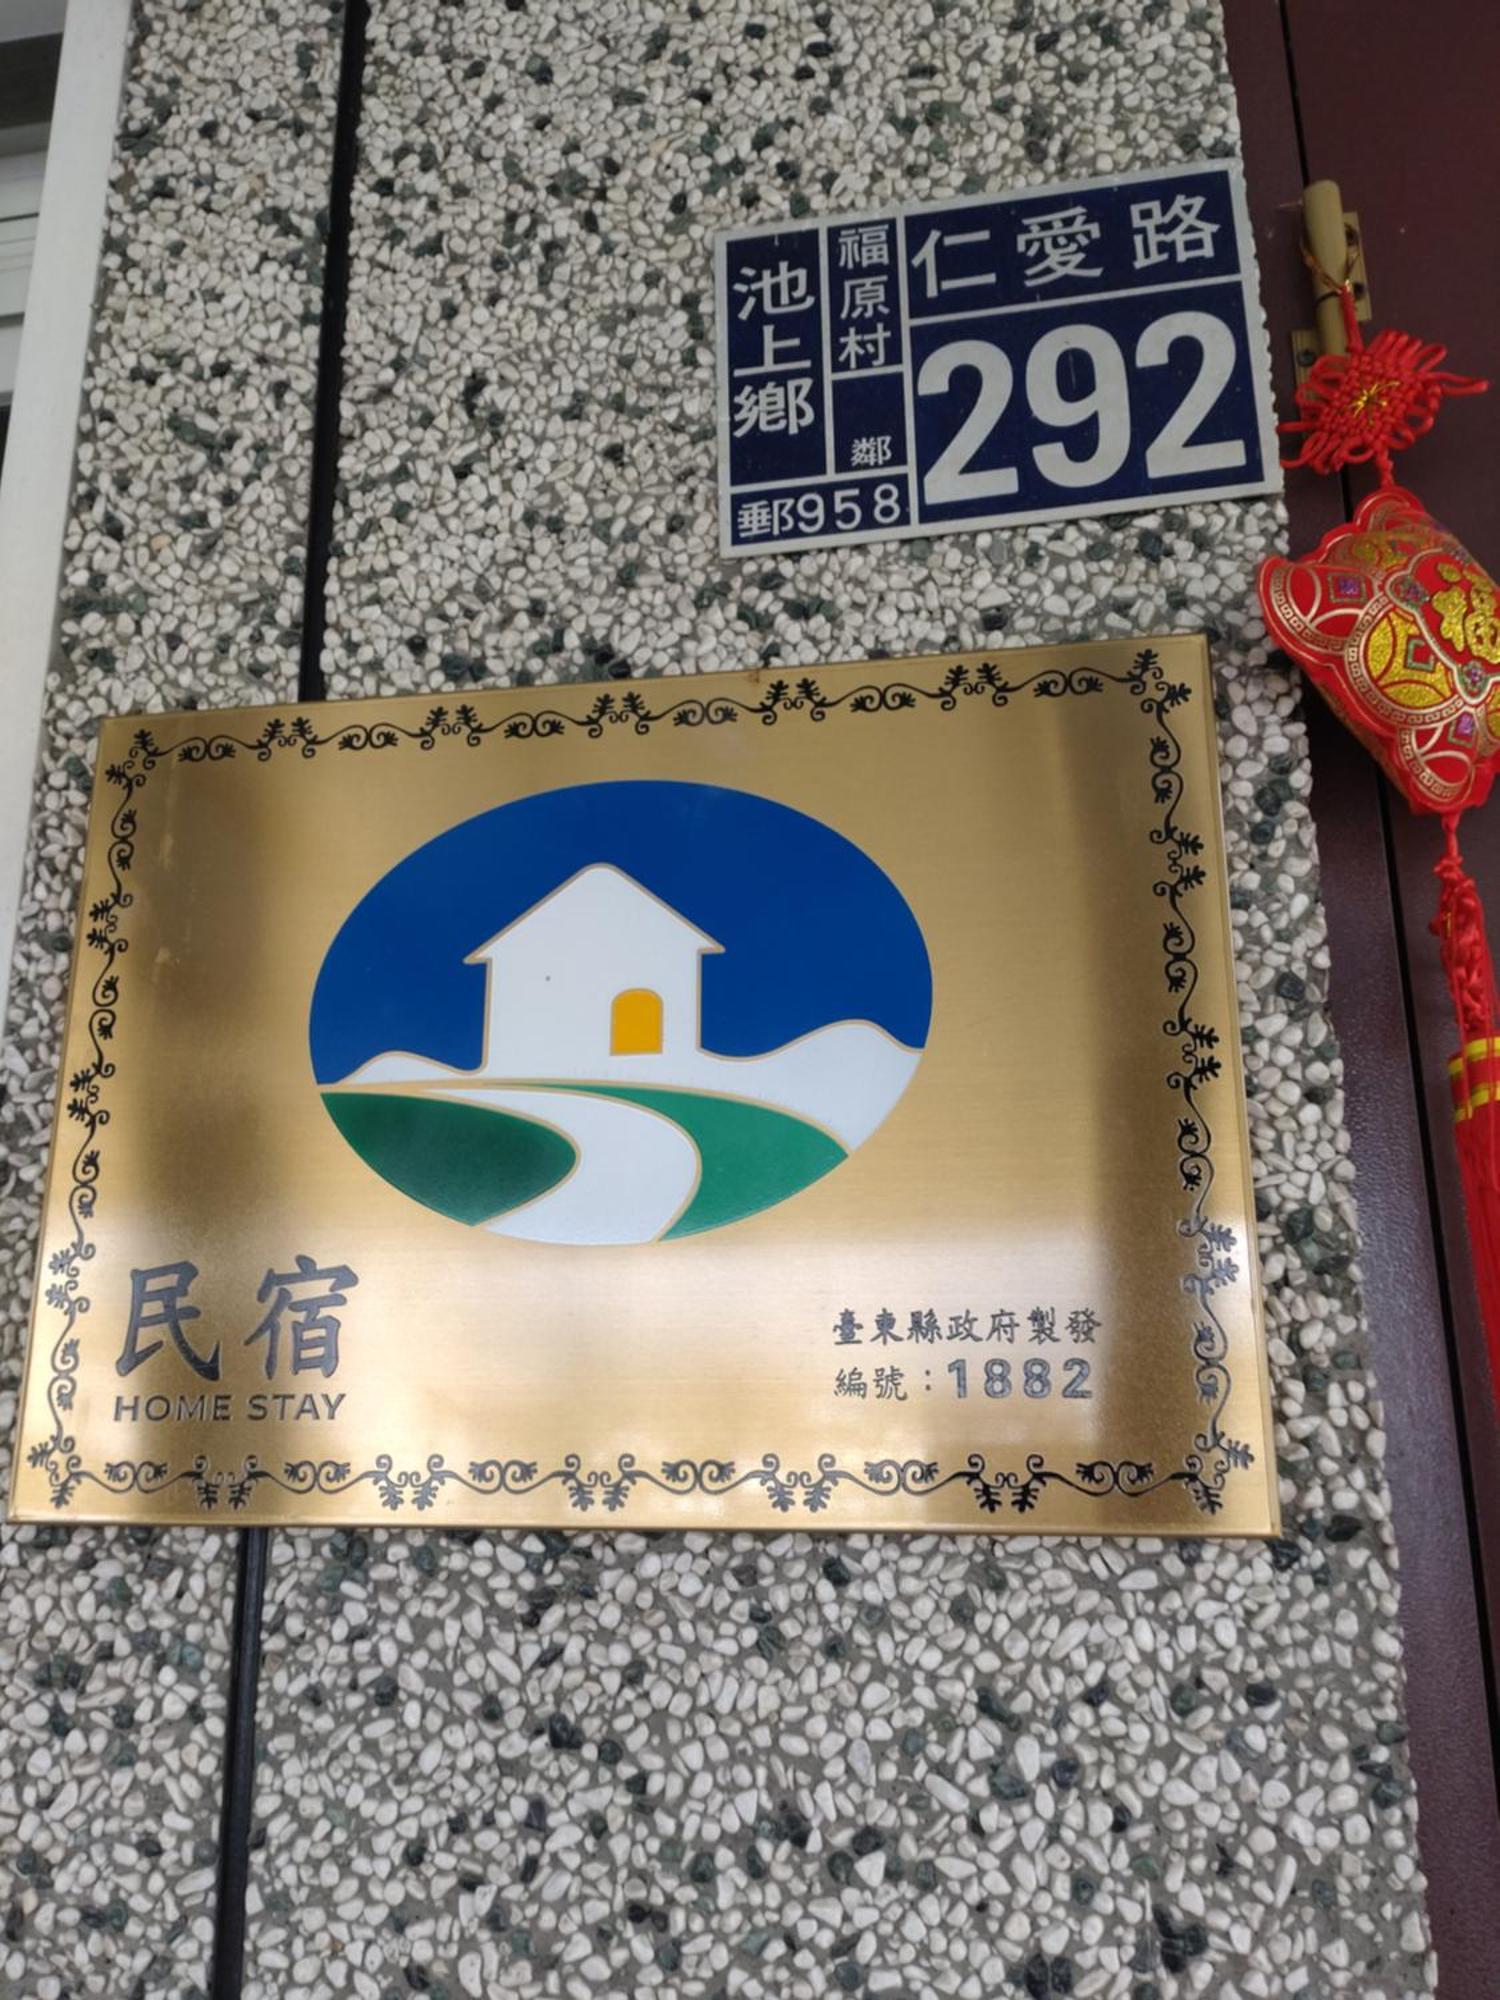 池上鄉
福原村
鄰
郵958
仁愛路
292
福
民宿
HOME STAY
臺東縣政府製發
編號：1882